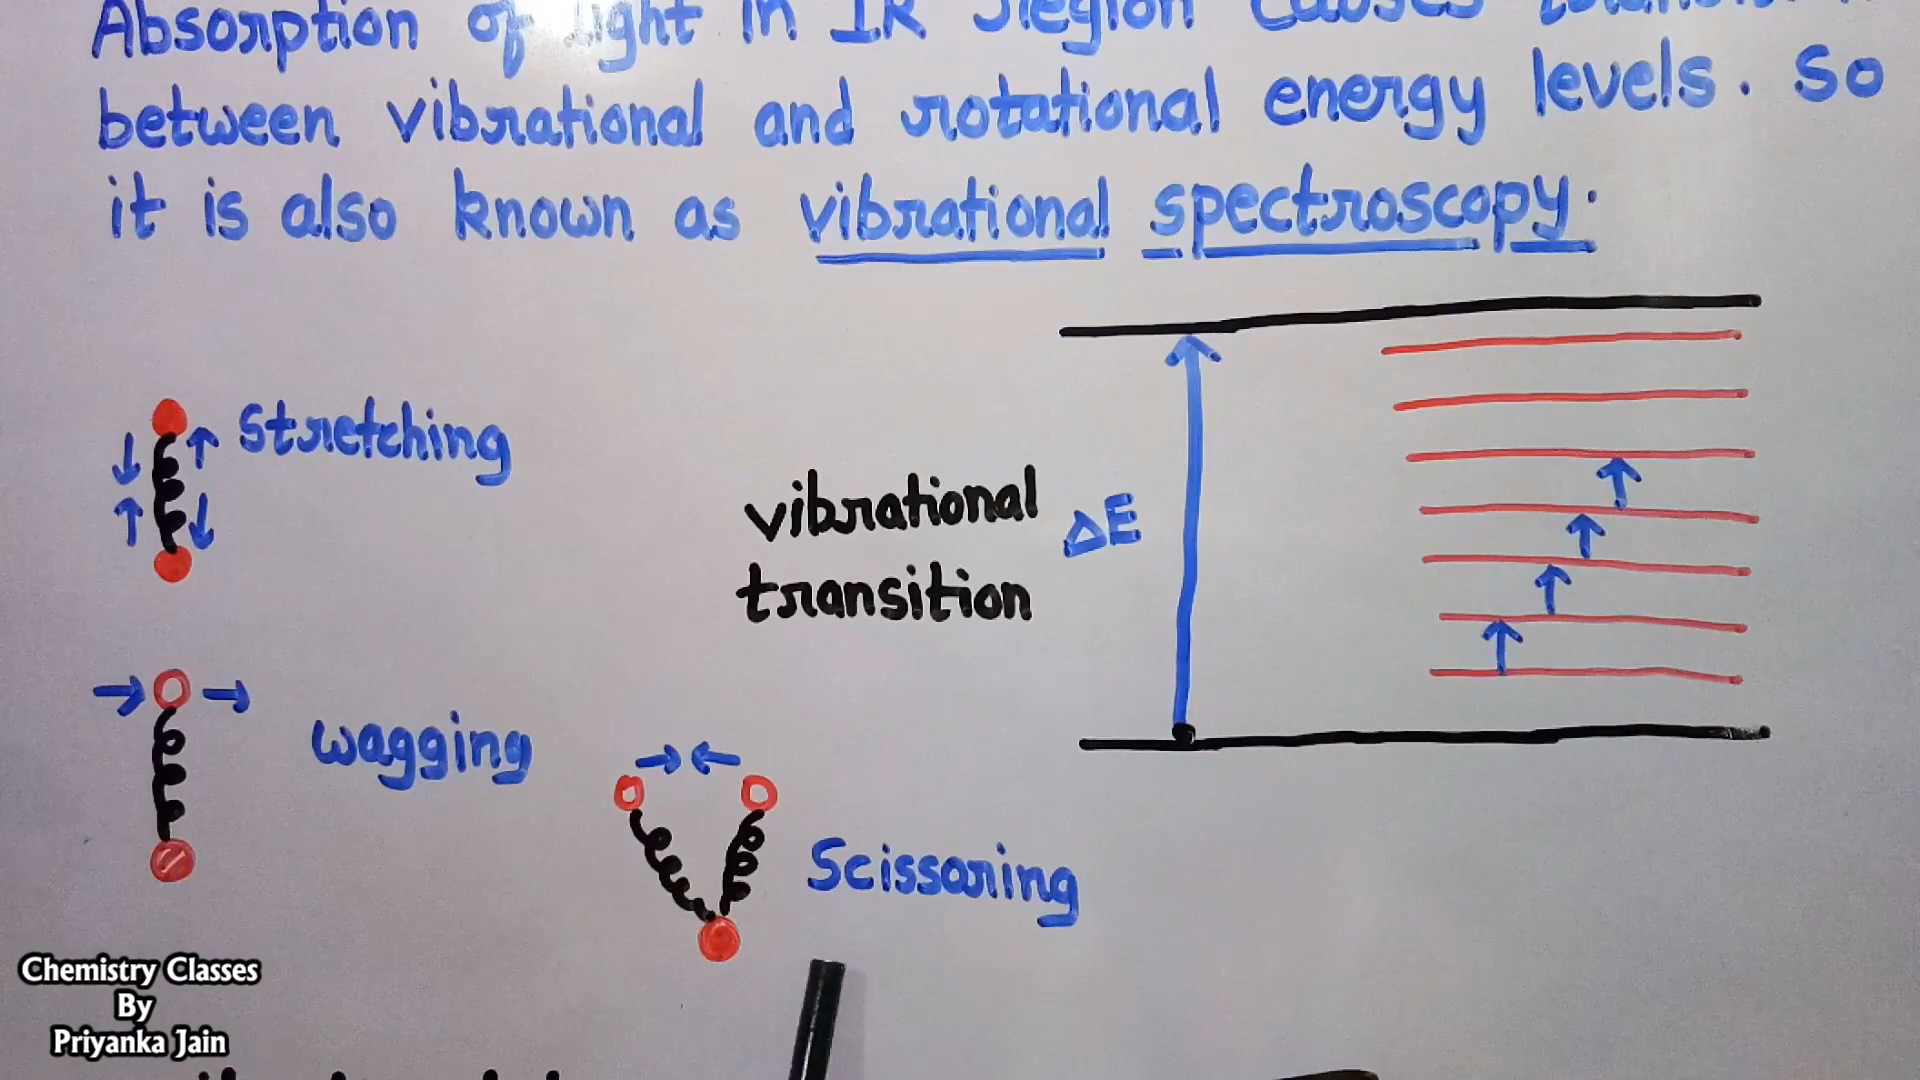 Absorption of light in IR region causes
between vibrational and rotational energy levels. So
it is also known as vibrational spectroscopy.
Stretching
vibrational
transition
ΔE
wagging
Scissoring
Chemistry Classes
By
Priyanka Jain